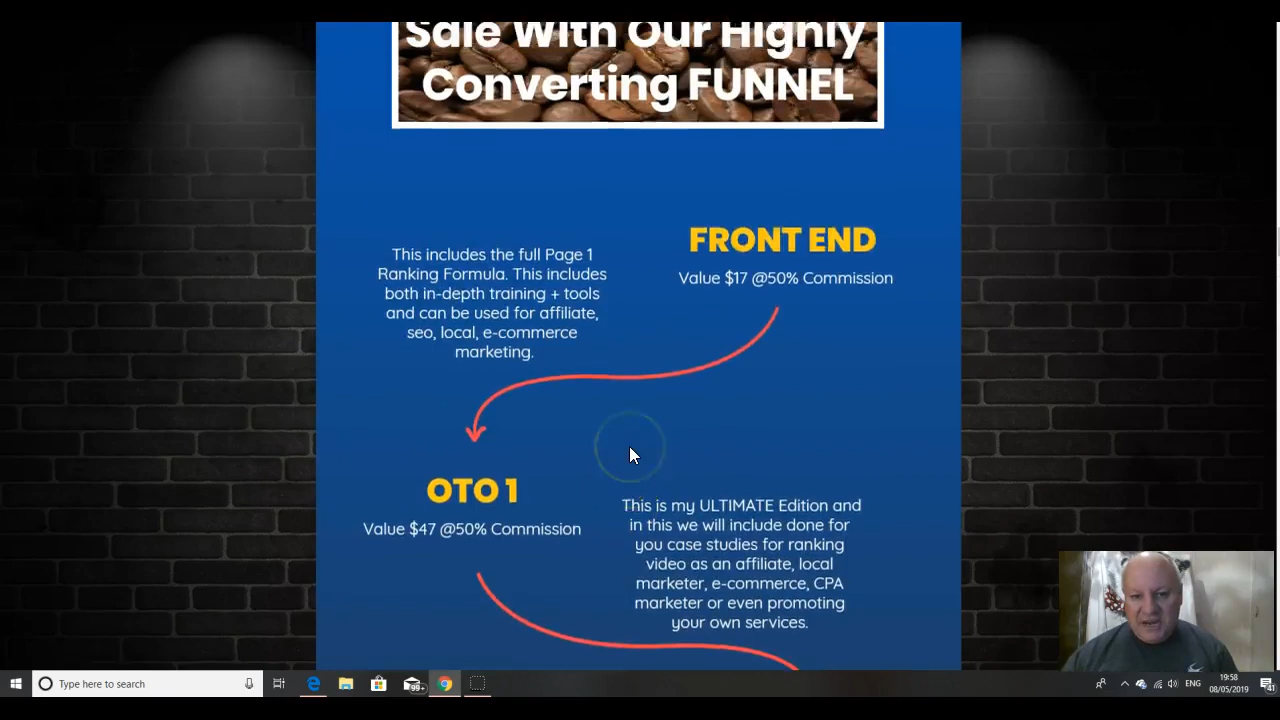 Sale With Our Highly
Converting FUNNEL
FRONT END
Value $17 @50% Commission
This includes the full Page 1
Ranking Formula. This includes
both in-depth training + tools
and can be used for affiliate,
seo, local, e-commerce
marketing.
OTO 1
Value $47 @50% Commission
This is my ULTIMATE Edition and
in this we will include done for
you case studies for ranking
video as an affiliate, local
marketer, e-commerce, CPA
marketer or even promoting
your own services.
Type here to search
99+
ENG
19:58
08/05/2019
41